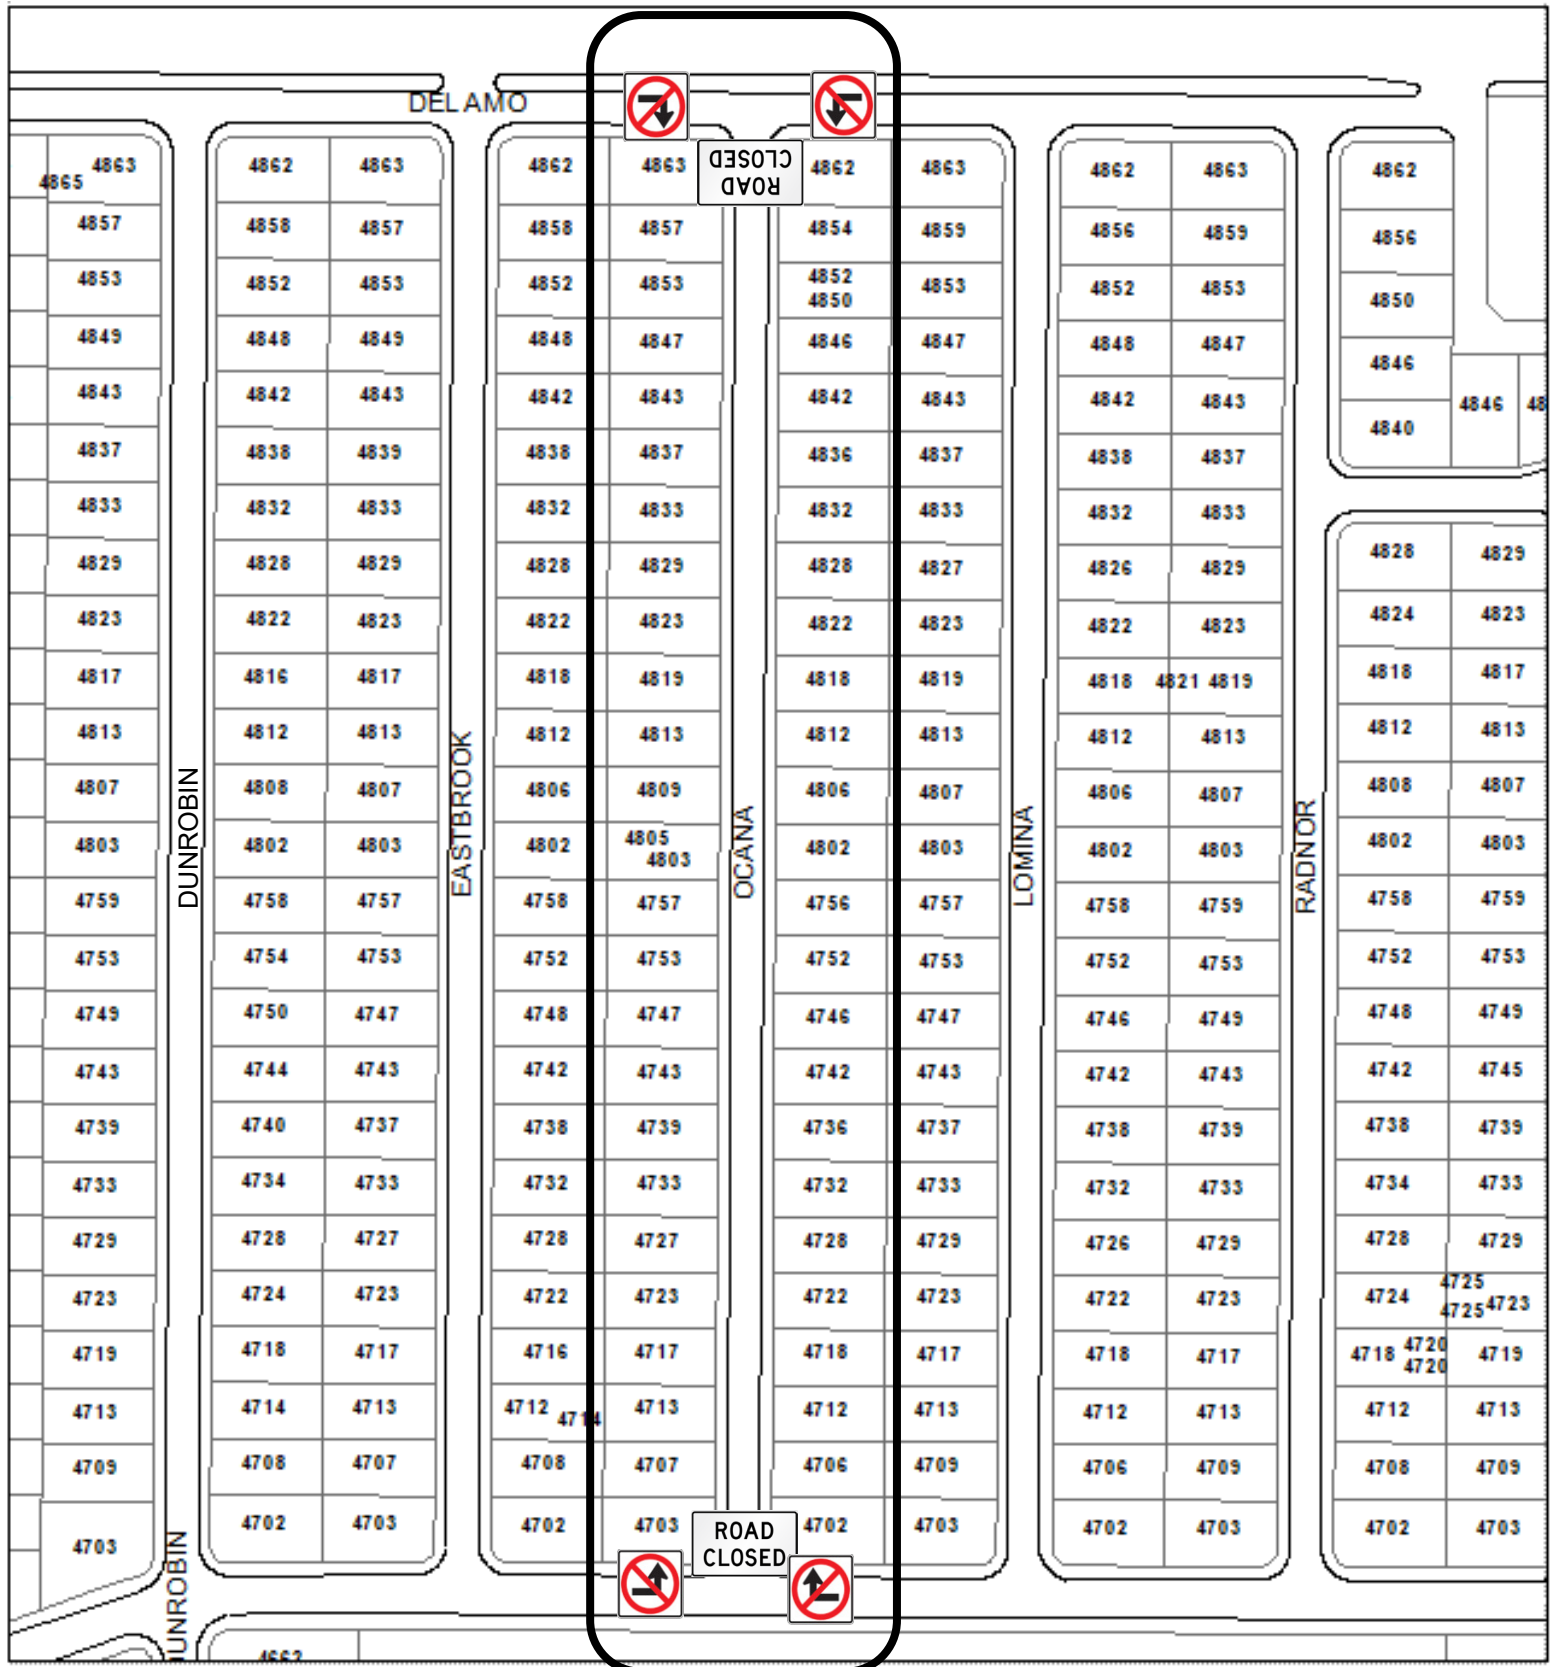 DEL AMO
4865 4863 4862 4863 4862 4863 ROAD CLOSED 4862 4863 4862 4863 4862
4857 4858 4857 4858 4857 4854 4859 4856 4859 4856
4853 4852 4853 4852 4853 4852 4850 4853 4852 4853 4850
4849 4848 4849 4848 4847 4846 4847 4848 4847 4846
4843 4842 4843 4842 4843 4842 4843 4842 4843 4840 4846 48
4837 4838 4839 4838 4837 4836 4837 4838 4837
4833 4832 4833 4832 4833 4832 4833 4832 4833
4829 4828 4829 4828 4829 4828 4827 4826 4829 4828 4829
4823 4822 4823 4822 4823 4822 4823 4822 4823 4824 4823
4817 4816 4817 4818 4819 4818 4819 4818 4821 4819 4818 4817
4813 4812 4813 4812 4813 4812 4813 4812 4813 4812 4813
4807 4808 4807 4806 4809 4806 4807 4806 4807 4808 4807
DUNROBIN EASTBROOK OCANA LOMINA RADNOR
4803 4802 4803 4802 4805 4803 4802 4803 4802 4803 4802 4803
4759 4758 4757 4758 4757 4756 4757 4758 4759 4758 4759
4753 4754 4753 4752 4753 4752 4753 4752 4753 4752 4753
4749 4750 4747 4748 4747 4746 4747 4746 4749 4748 4749
4743 4744 4743 4742 4743 4742 4743 4742 4743 4742 4745
4739 4740 4737 4738 4739 4736 4737 4738 4739 4738 4739
4733 4734 4733 4732 4733 4732 4733 4732 4733 4734 4733
4729 4728 4727 4728 4727 4728 4729 4726 4729 4728 4729
4723 4724 4723 4722 4723 4722 4723 4722 4723 4724 4725 4725 4723
4719 4718 4717 4716 4717 4718 4717 4718 4717 4718 4720 4720 4719
4713 4714 4713 4712 4714 4713 4712 4713 4712 4713 4712 4713
4709 4708 4707 4708 4707 4706 4709 4706 4709 4708 4709
4703 4702 4703 4702 4703 ROAD CLOSED 4702 4703 4702 4703 4702 4703